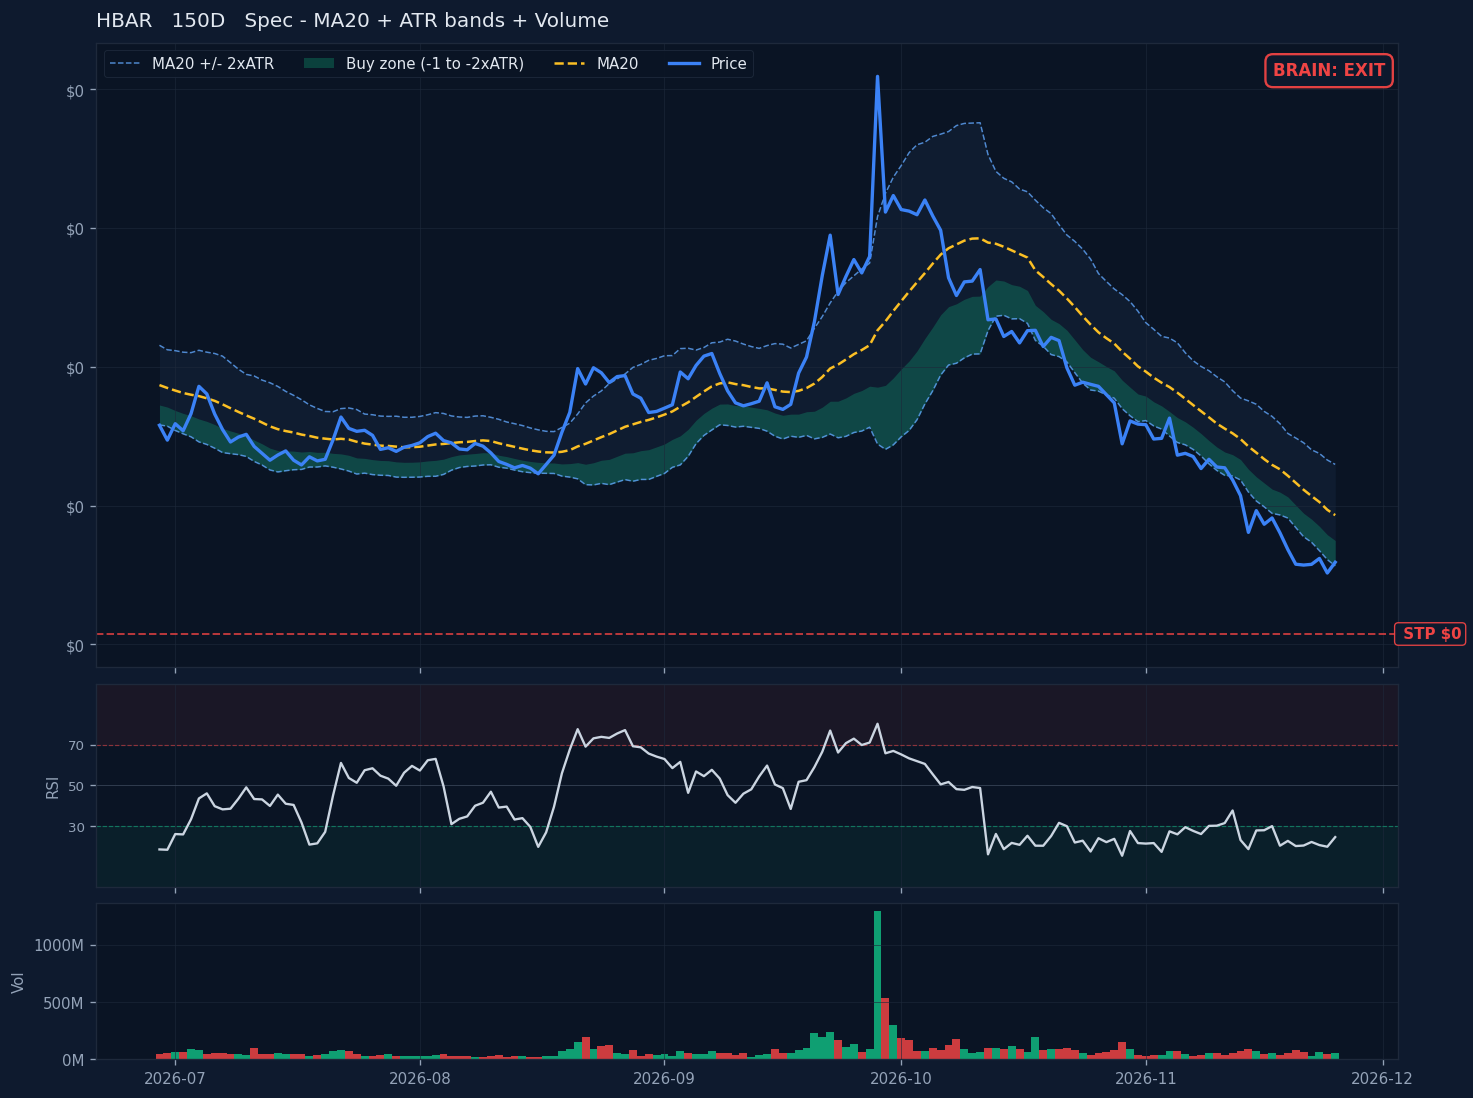 HBAR   150D   Spec - MA20 + ATR bands + Volume
MA20 +/- 2xATR   Buy zone (-1 to -2xATR)   MA20   Price
BRAIN: EXIT
$0
$0
$0
$0
$0
STP $0
RSI
70
50
30
Vol
1000M
500M
0M
2026-07   2026-08   2026-09   2026-10   2026-11   2026-12